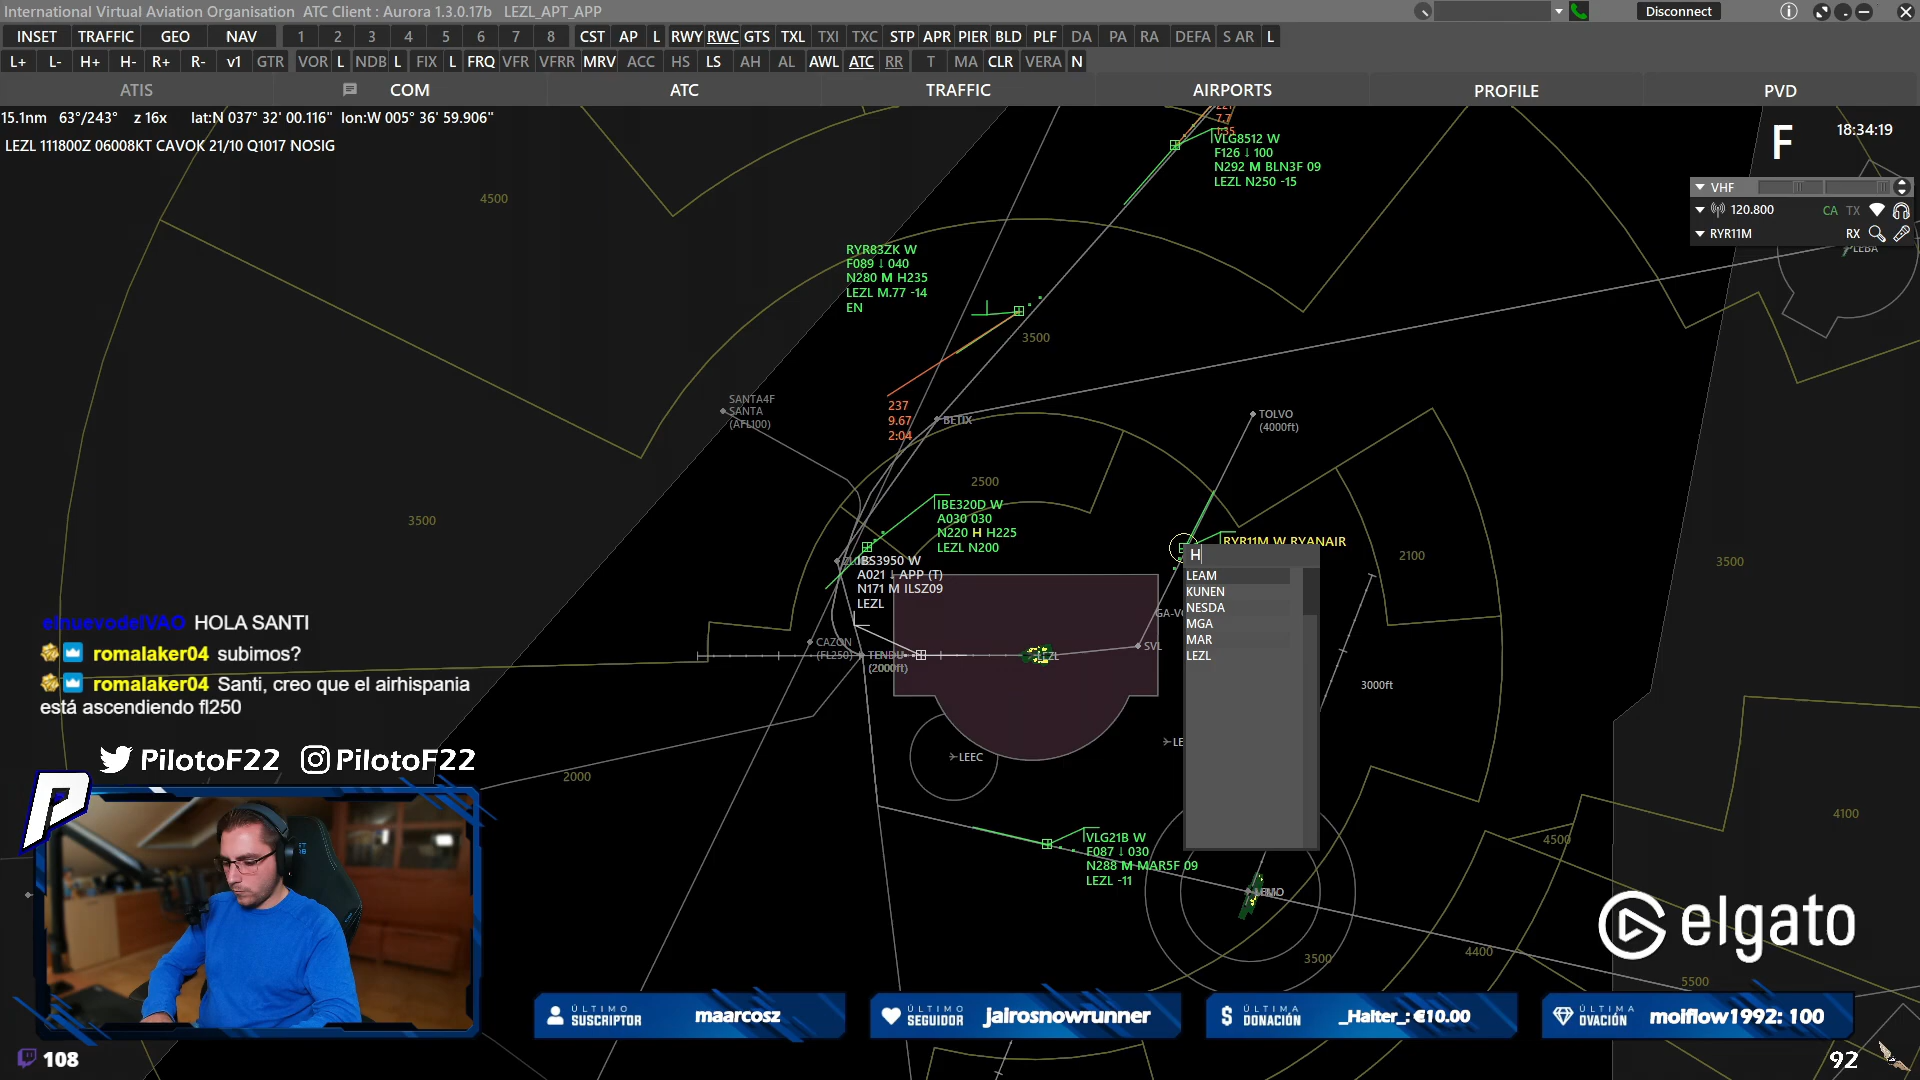 International Virtual Aviation Organisation   ATC Client : Aurora 1.3.0.17b   LEZL_APT_APP
Disconnect
INSET TRAFFIC GEO NAV 1 2 3 4 5 6 7 8 CST AP L RWY RWC GTS TXL TXI TXC STP APR PIER BLD PLF DA PA RA DEFA S AR L
L+ L- H+ H- R+ R- v1 GTR VOR L NDB L FIX L FRQ VFR VFRR MRV ACC HS LS AH AL AWL ATC RR T MA CLR VERA N
ATIS COM ATC TRAFFIC AIRPORTS PROFILE PVD
15.1nm 63°/243° z 16x lat:N 037° 32' 00.116" lon:W 005° 36' 59.906"
LEZL 111800Z 06008KT CAVOK 21/10 Q1017 NOSIG
F 18:34:19
VHF
120.800 CA TX
RYR11M RX
LEBA
7.7
VLG8512 W
F126 ↓ 100
N292 M BLN3F 09
LEZL N250 -15
4500
RYR83ZK W
F089 ↓ 040
N280 M H235
LEZL M.77 -14
EN
3500
237
9.67
2:04
SANTA4F
SANTA
(AFL100)
BETIX
TOLVO
(4000ft)
2500
3500
IBE320D W
A030 030
N220 H H225
LEZL N200
IBS3950 W
A021 ↓ APP (T)
N171 M ILSZ09
LEZL
RYR11M W RYANAIR
H
LEAM
KUNEN
NESDA
MGA
MAR
LEZL
2100
3500
CAZON
(FL250)
TENDU
(2000ft)
SVL
3000ft
LEEC
LE
2000
elnuevodelVAO HOLA SANTI
romalaker04 subimos?
romalaker04 Santi, creo que el airhispania
está ascendiendo fl250
PilotoF22 PilotoF22
P
VLG21B W
F087 ↓ 030
N288 M MAR5F 09
LEZL -11
4100
4500
3500
4400
5500
elgato
ÚLTIMO
SUSCRIPTOR
maarcosz
ÚLTIMO
SEGUIDOR
jairosnowrunner
ÚLTIMA
DONACIÓN
_Halter_: €10.00
ÚLTIMA
OVACIÓN
moiflow1992: 100
108
92